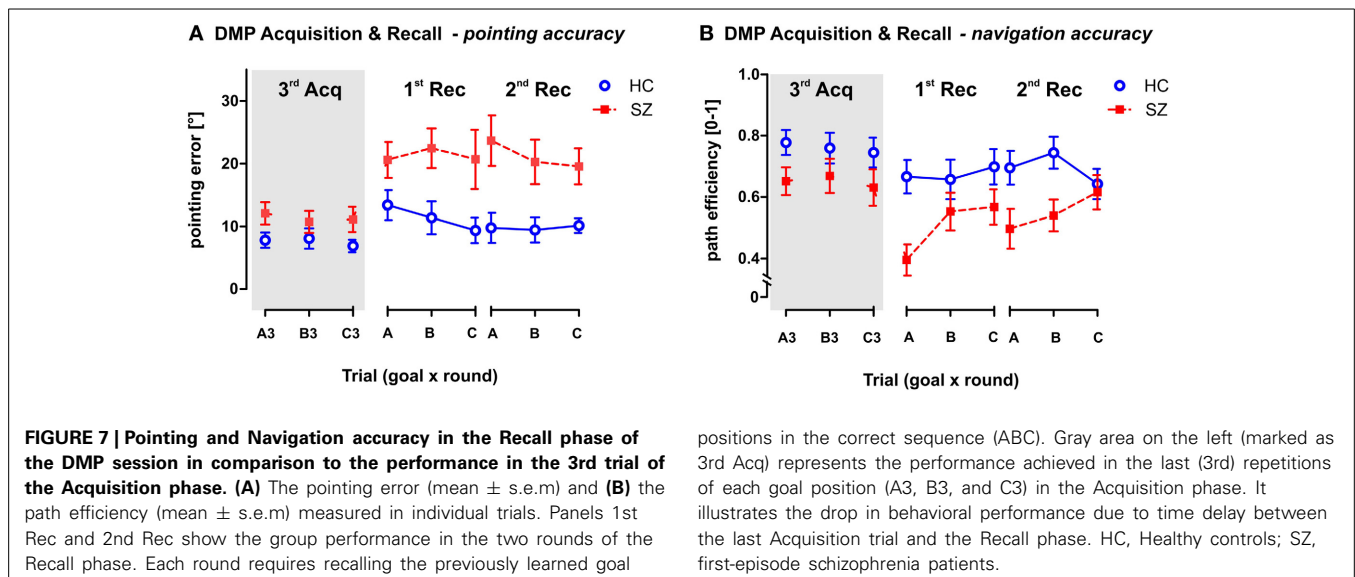 A DMP Acquisition & Recall - pointing accuracy
3rd Acq
1st Rec
2nd Rec
HC
SZ
pointing error [°]
30
20
10
0
A3 B3 C3 A B C A B C
Trial (goal x round)
B DMP Acquisition & Recall - navigation accuracy
3rd Acq
1st Rec
2nd Rec
HC
SZ
path efficiency [0-1]
1.0
0.8
0.6
0.4
0
A3 B3 C3 A B C A B C
Trial (goal x round)
FIGURE 7 | Pointing and Navigation accuracy in the Recall phase of
the DMP session in comparison to the performance in the 3rd trial of
the Acquisition phase. (A) The pointing error (mean ± s.e.m) and (B) the
path efficiency (mean ± s.e.m) measured in individual trials. Panels 1st
Rec and 2nd Rec show the group performance in the two rounds of the
Recall phase. Each round requires recalling the previously learned goal
positions in the correct sequence (ABC). Gray area on the left (marked as
3rd Acq) represents the performance achieved in the last (3rd) repetitions
of each goal position (A3, B3, and C3) in the Acquisition phase. It
illustrates the drop in behavioral performance due to time delay between
the last Acquisition trial and the Recall phase. HC, Healthy controls; SZ,
first-episode schizophrenia patients.